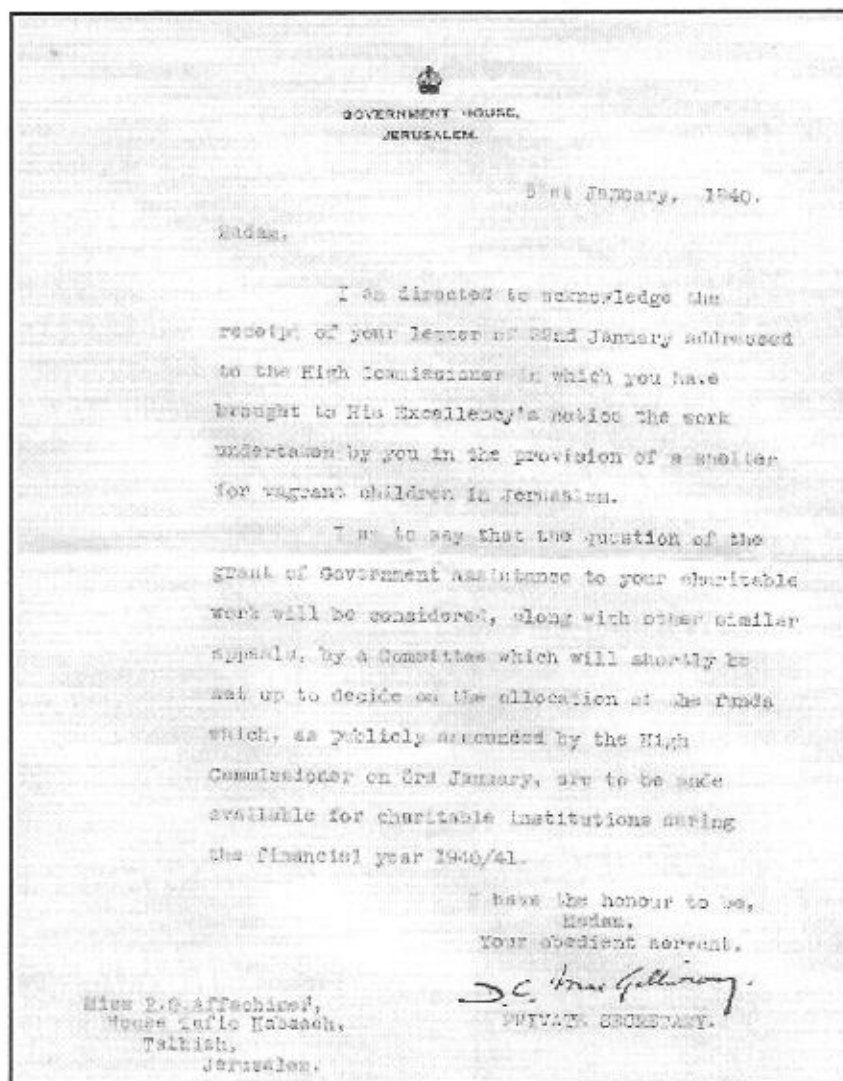 GOVERNMENT HOUSE,
JERUSALEM.
31st January, 1940.
Madam,
I am directed to acknowledge the
receipt of your letter of 22nd January addressed
to the High Commissioner in which you have
brought to His Excellency's notice the work
undertaken by you in the provision of a shelter
for vagrant children in Jerusalem.
I am to say that the question of the
grant of Government assistance to your charitable
work will be considered, along with other similar
appeals, by a Committee which will shortly be
set up to decide on the allocation of the funds
which, as publicly announced by the High
Commissioner on 3rd January, are to be made
available for charitable institutions during
the financial year 1940/41.
I have the honour to be,
Madam,
Your obedient servant,
D.C.
PRIVATE SECRETARY.
Miss
House
Talbieh,
Jerusalem.